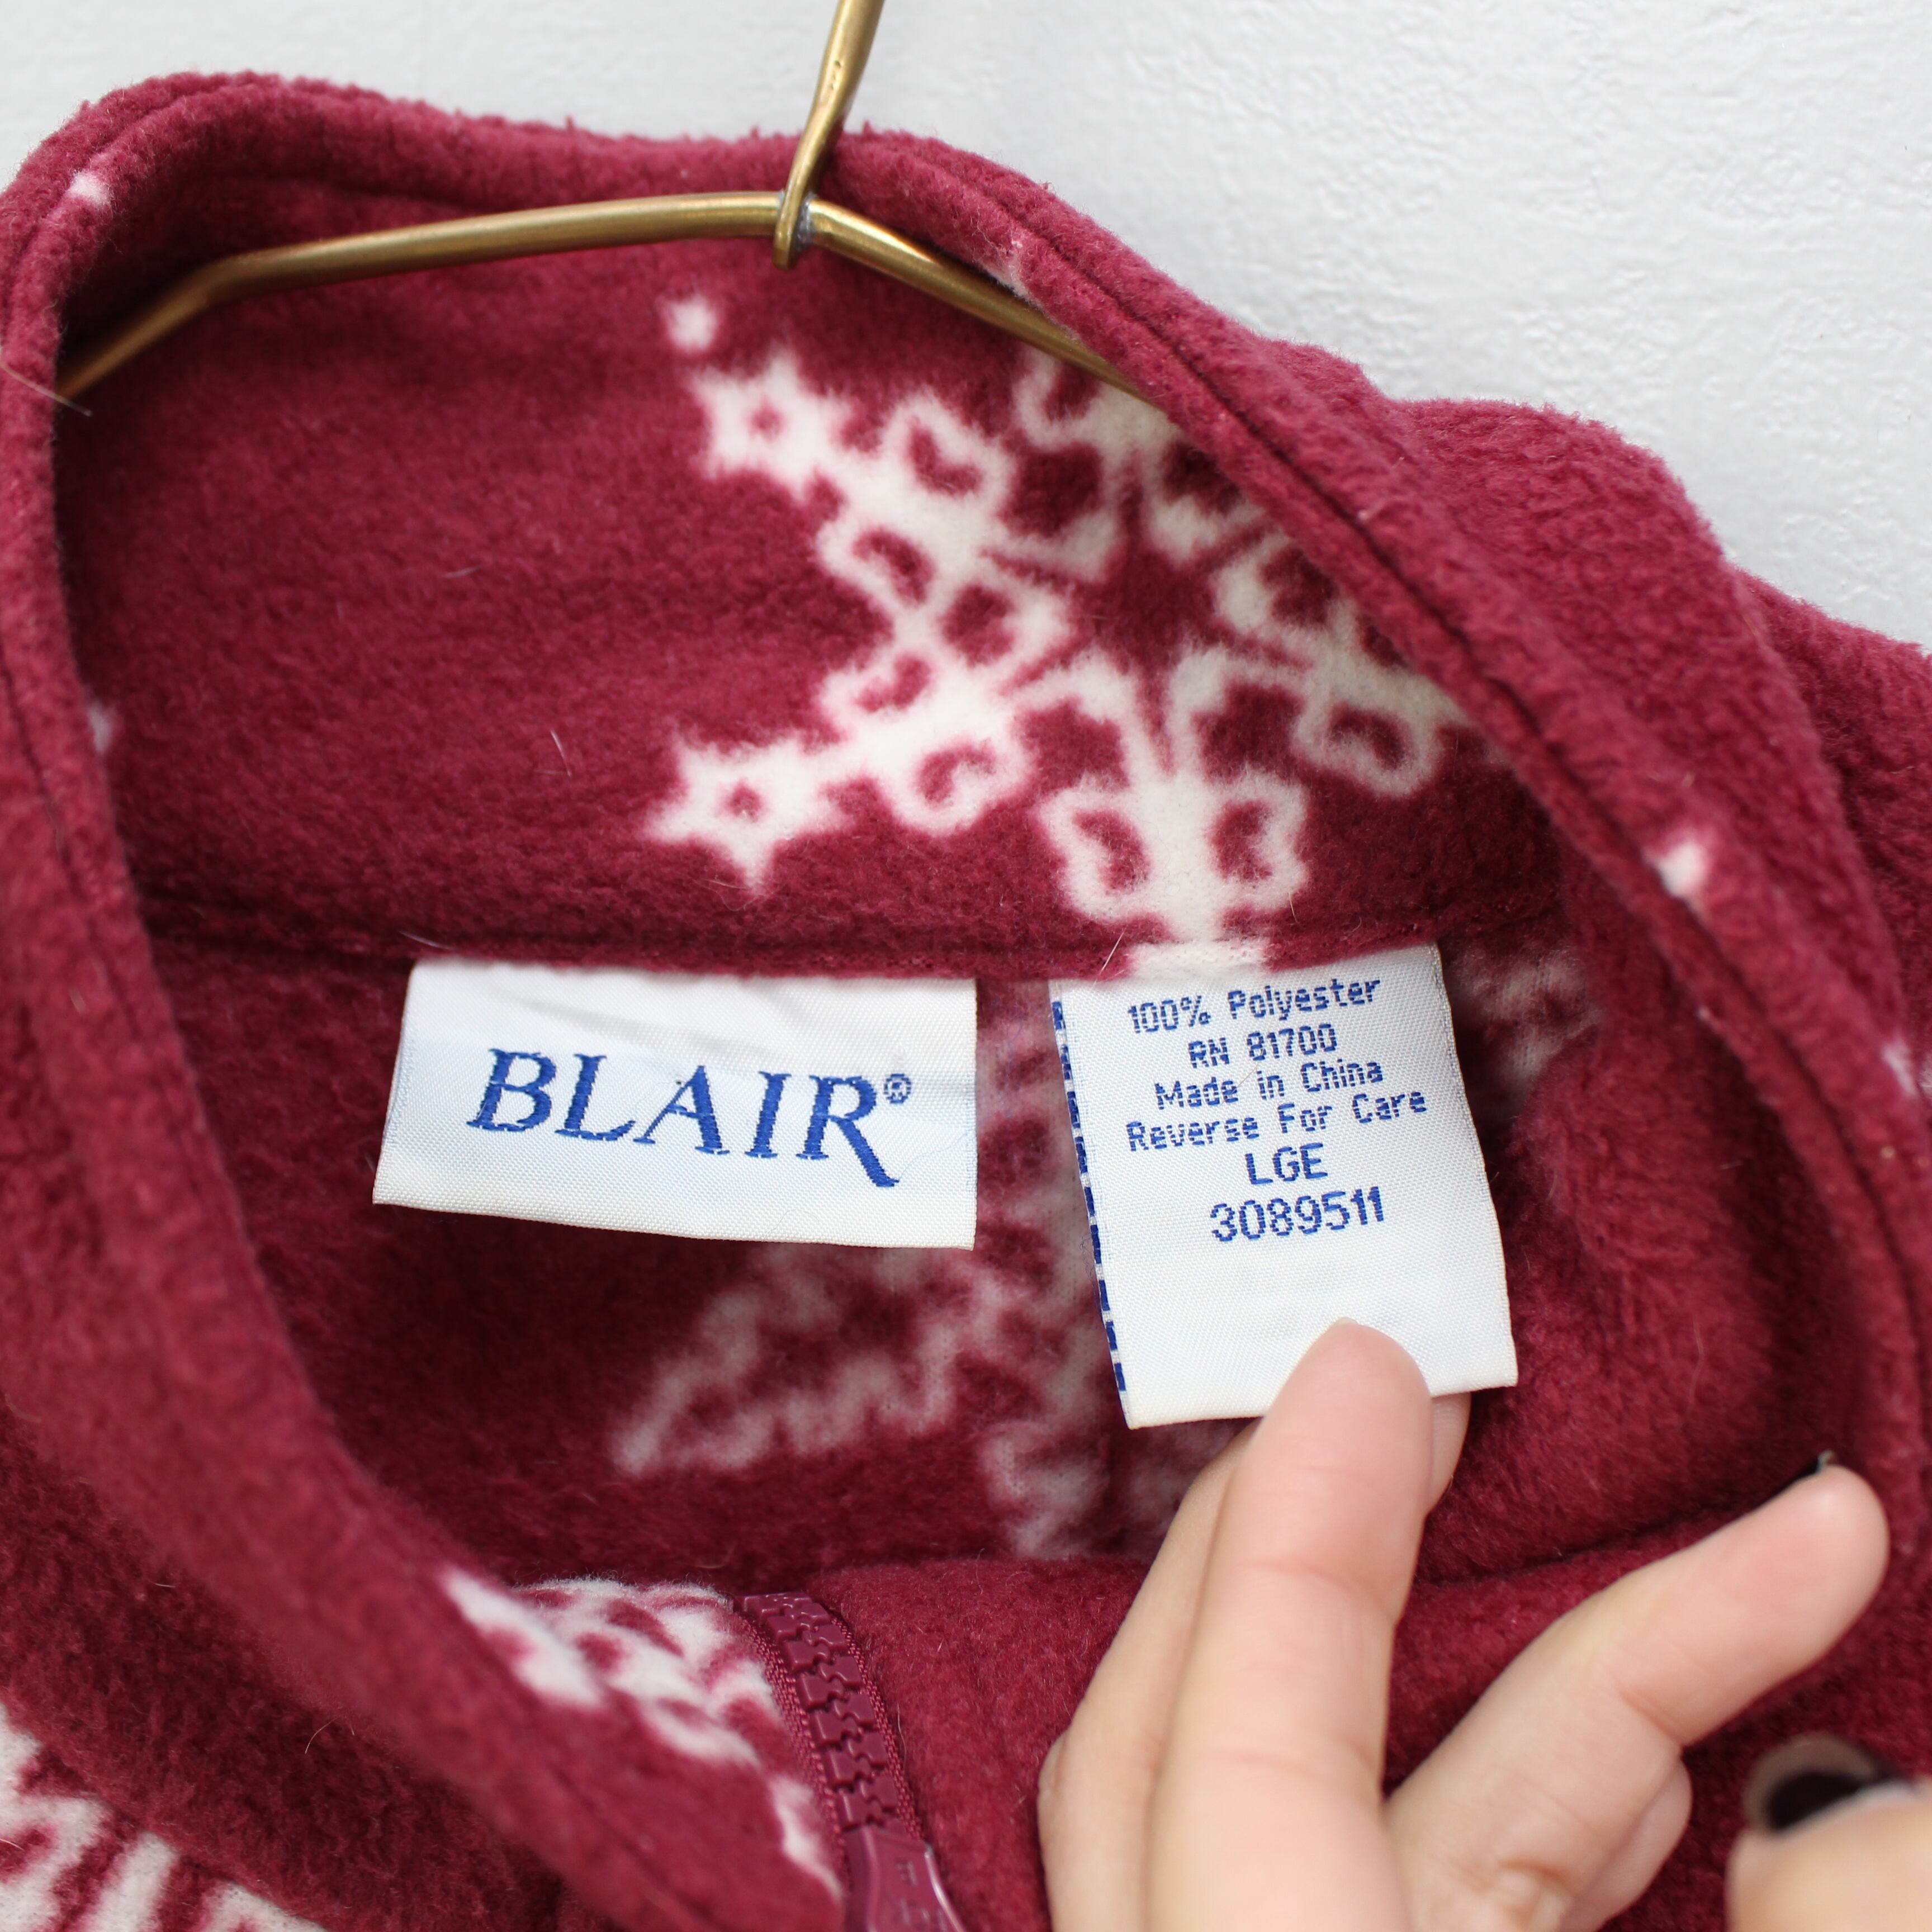 BLAIR®
100% Polyester
RN 81700
Made in China
Reverse For Care
LGE
3089511